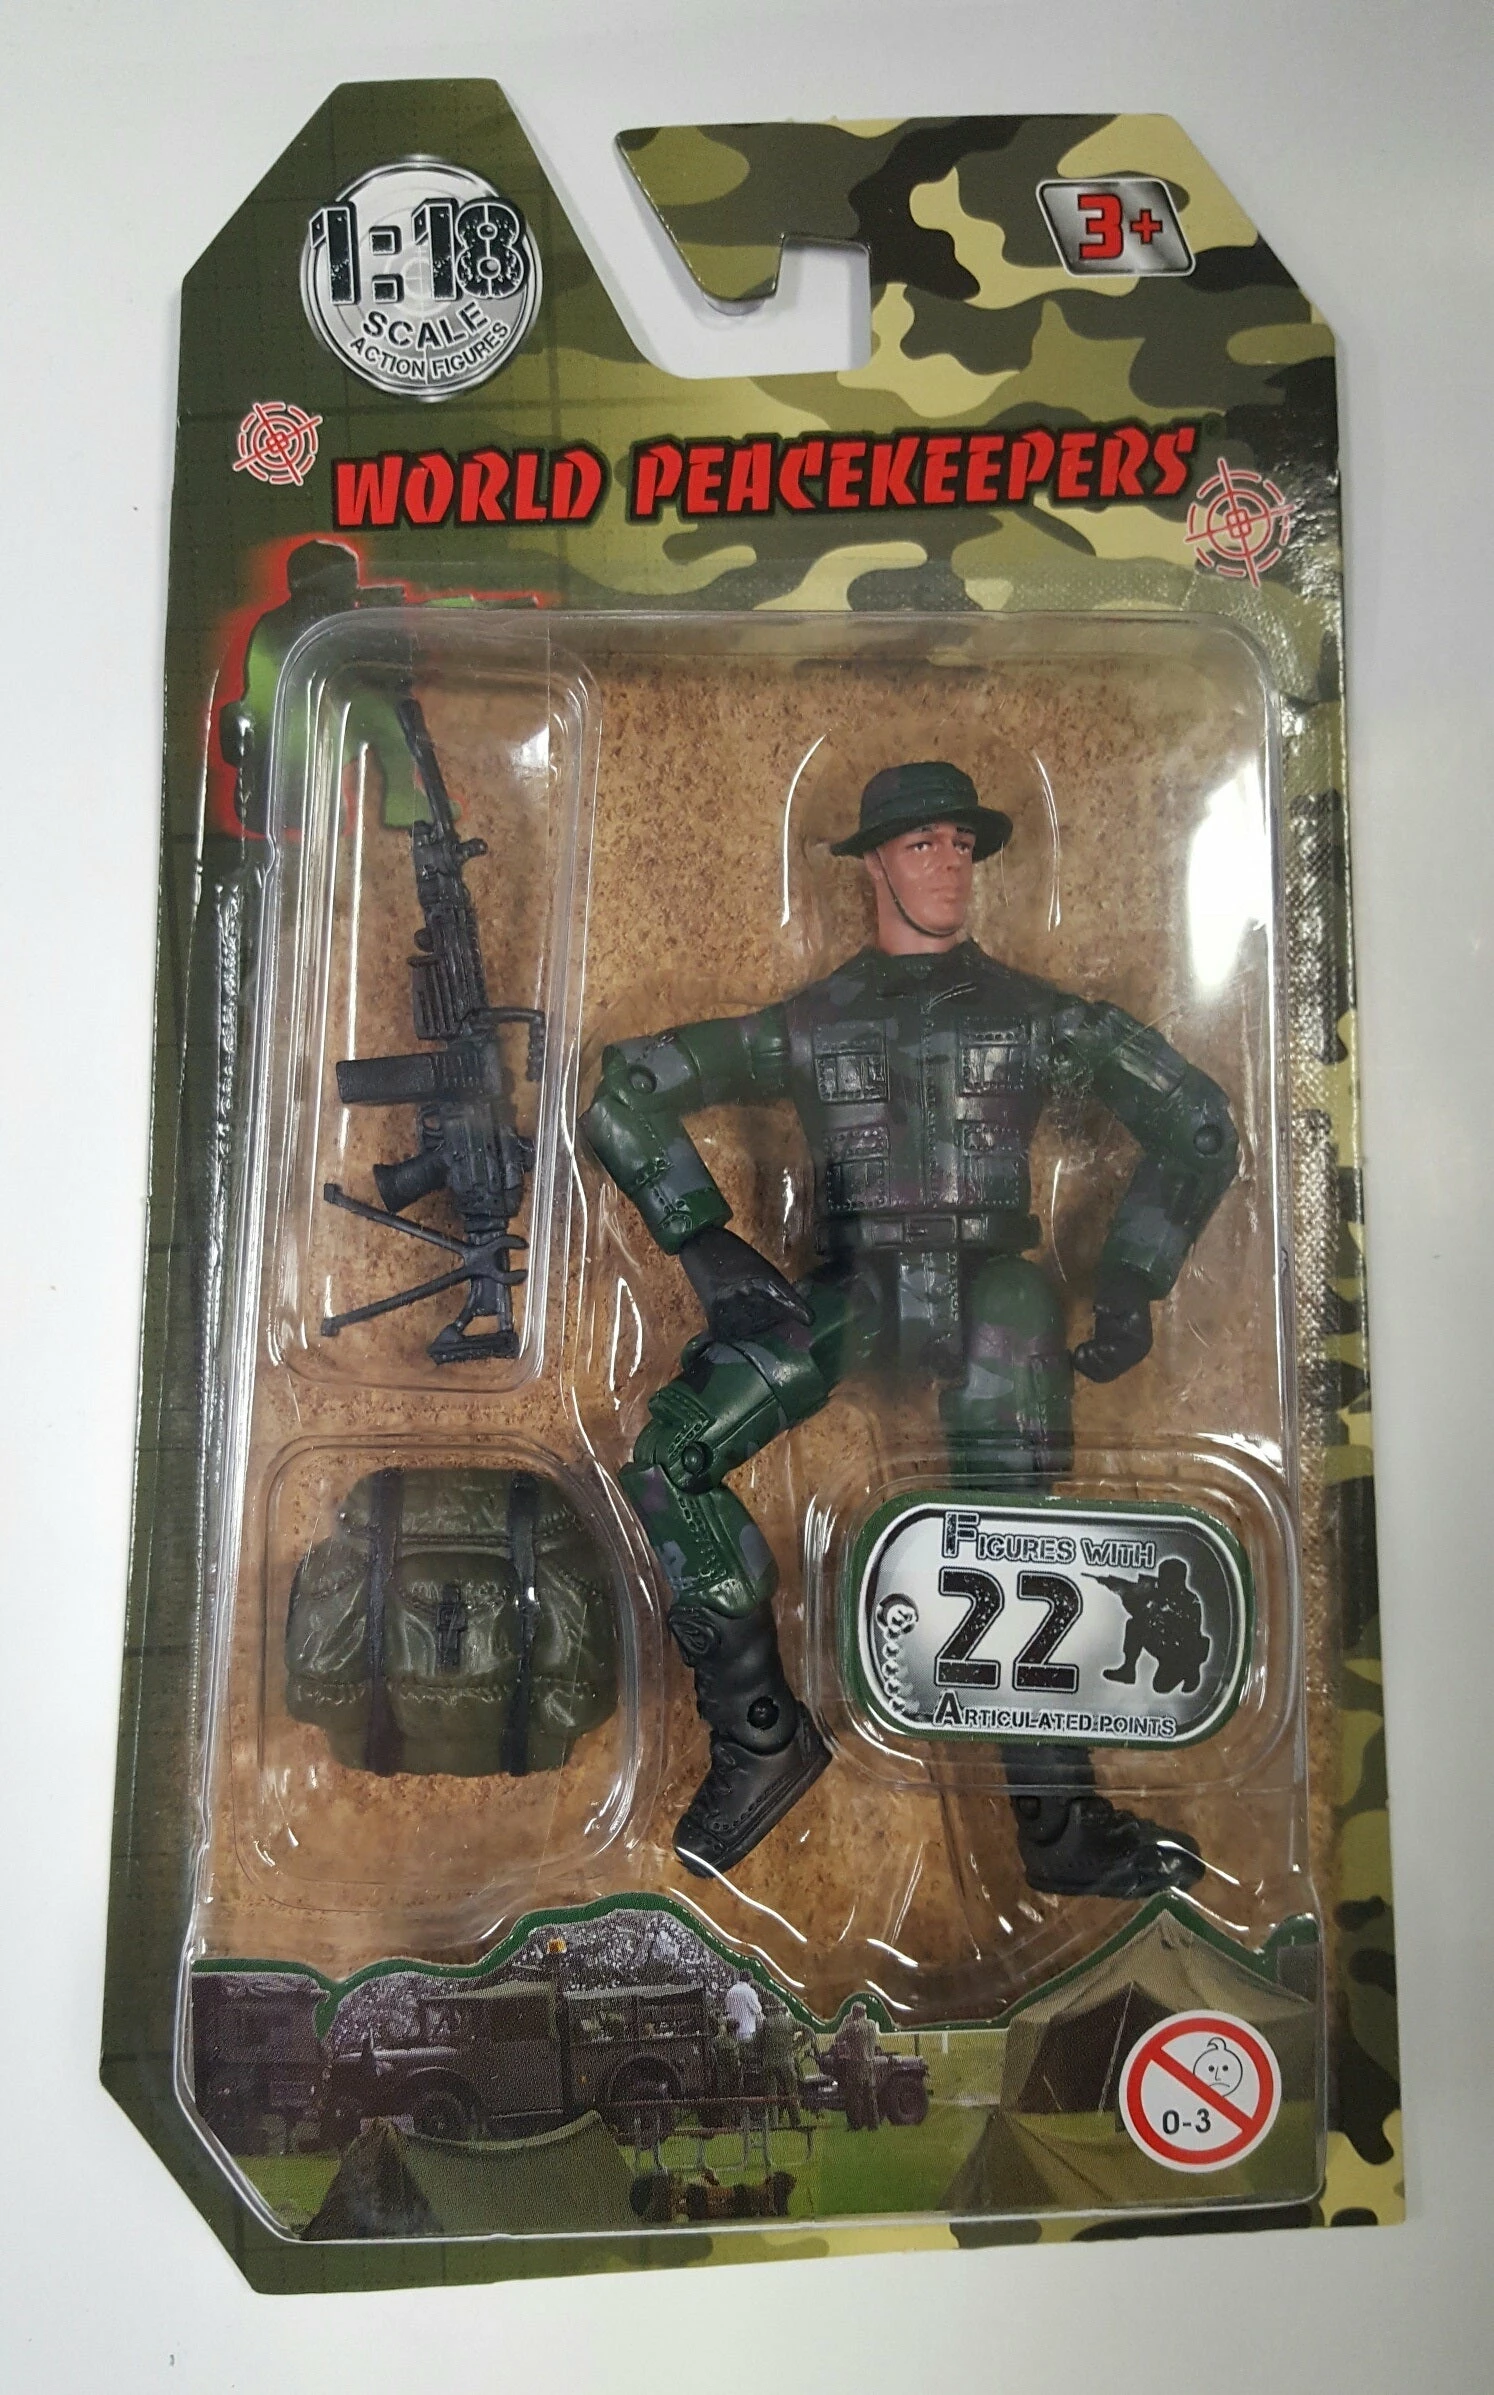 1:18
SCALE
ACTION FIGURES
3+
WORLD PEACEKEEPERS
FIGURES WITH
22
ARTICULATED POINTS
0-3